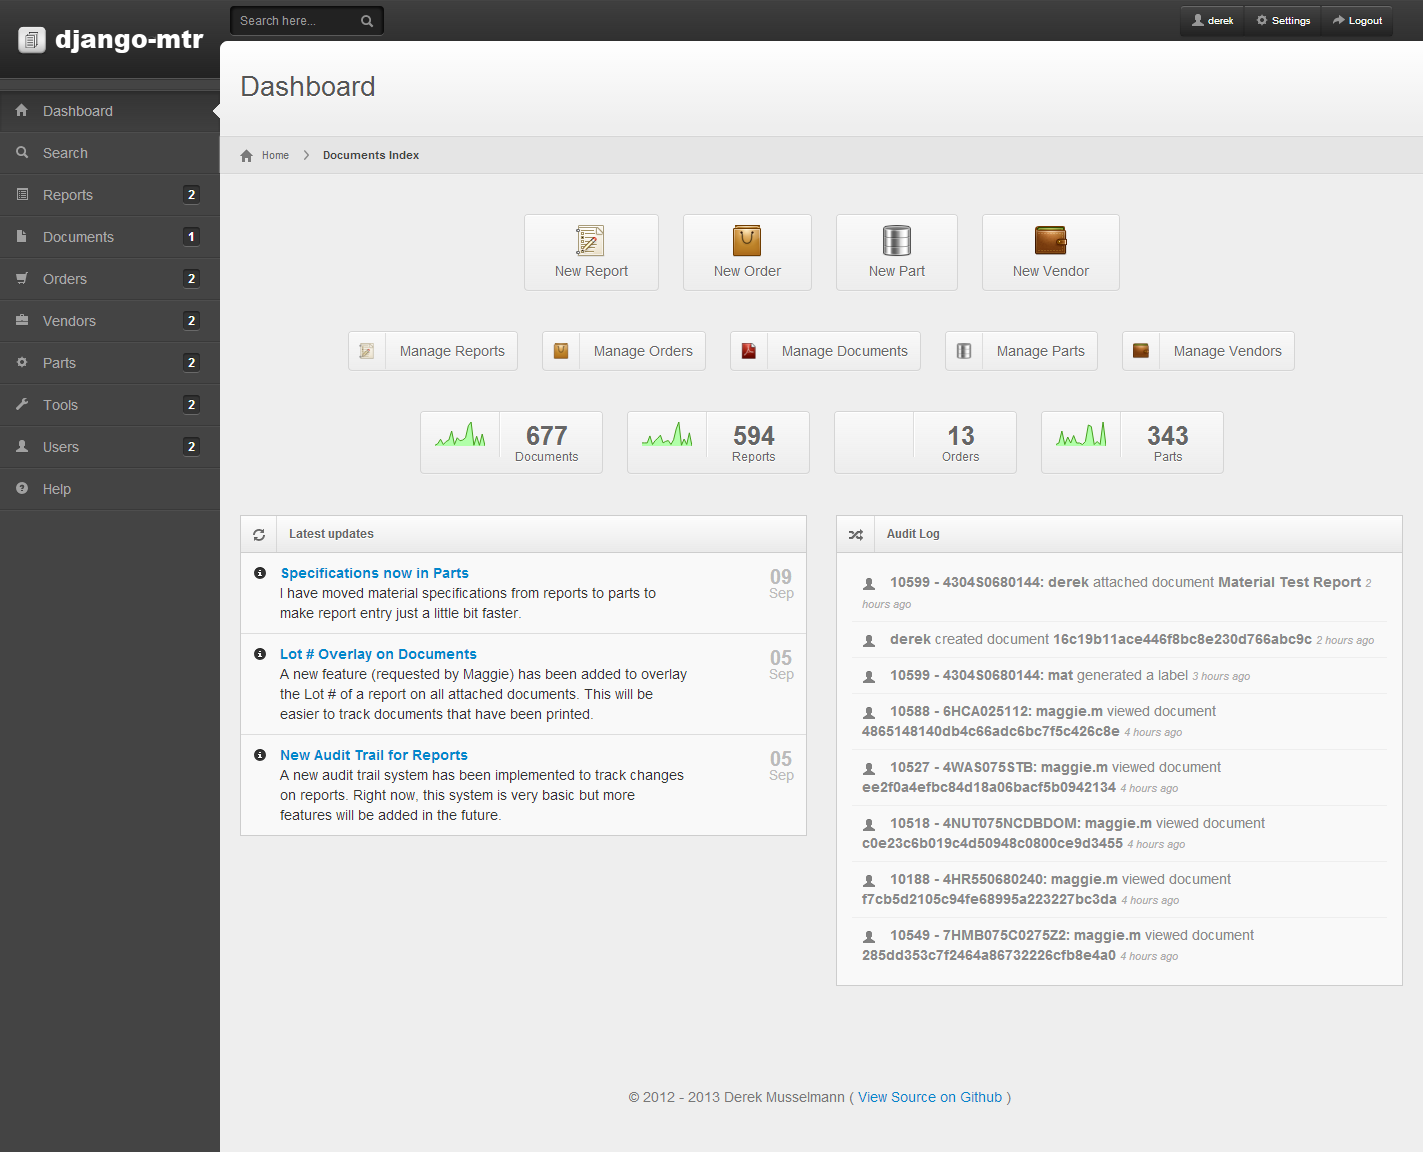 django-mtr
Search here...
derek
Settings
Logout
Dashboard
Search
Reports 2
Documents 1
Orders 2
Vendors 2
Parts 2
Tools 2
Users 2
Help
Dashboard
Home
Documents Index
New Report
New Order
New Part
New Vendor
Manage Reports
Manage Orders
Manage Documents
Manage Parts
Manage Vendors
677
Documents
594
Reports
13
Orders
343
Parts
Latest updates
Specifications now in Parts
09
Sep
I have moved material specifications from reports to parts to
make report entry just a little bit faster.
Lot # Overlay on Documents
05
Sep
A new feature (requested by Maggie) has been added to overlay
the Lot # of a report on all attached documents. This will be
easier to track documents that have been printed.
New Audit Trail for Reports
05
Sep
A new audit trail system has been implemented to track changes
on reports. Right now, this system is very basic but more
features will be added in the future.
Audit Log
10599 - 4304S0680144: derek attached document Material Test Report 2
hours ago
derek created document 16c19b11ace446f8bc8e230d766abc9c 2 hours ago
10599 - 4304S0680144: mat generated a label 3 hours ago
10588 - 6HCA025112: maggie.m viewed document
4865148140db4c66adc6bc7f5c426c8e 4 hours ago
10527 - 4WAS075STB: maggie.m viewed document
ee2f0a4efbc84d18a06bacf5b0942134 4 hours ago
10518 - 4NUT075NCDBDOM: maggie.m viewed document
c0e23c6b019c4d50948c0800ce9d3455 4 hours ago
10188 - 4HR550680240: maggie.m viewed document
f7cb5d2105c94fe68995a223227bc3da 4 hours ago
10549 - 7HMB075C0275Z2: maggie.m viewed document
285dd353c7f2464a86732226cfb8e4a0 4 hours ago
© 2012 - 2013 Derek Musselmann ( View Source on Github )